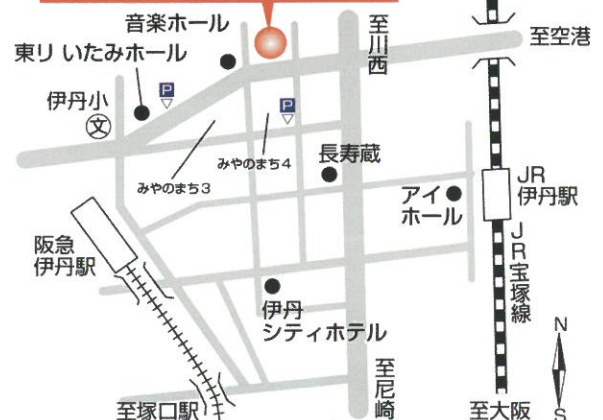 音楽ホール
至川西
至空港
東リ いたみホール
P
伊丹小
文
P
みやのまち3
みやのまち4
長寿蔵
アイ
ホール
JR
伊丹駅
阪急
伊丹駅
JR宝塚線
伊丹
シティホテル
至塚口駅
至尼崎
至大阪
N
S